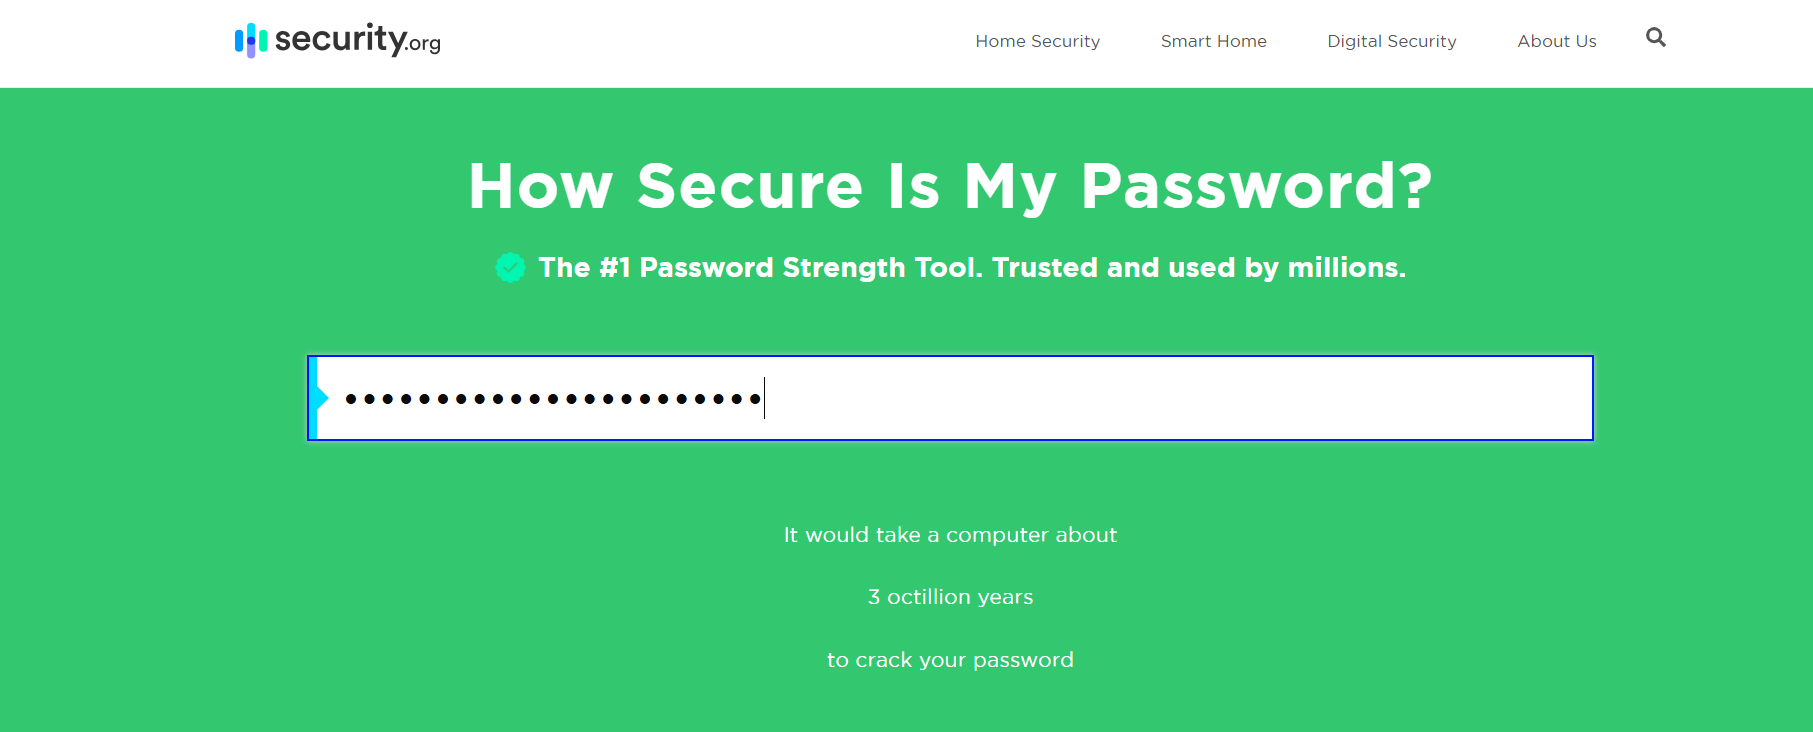 security.org
Home Security
Smart Home
Digital Security
About Us
How Secure Is My Password?
The #1 Password Strength Tool. Trusted and used by millions.
•••••••••••••••••••••••
It would take a computer about
3 octillion years
to crack your password